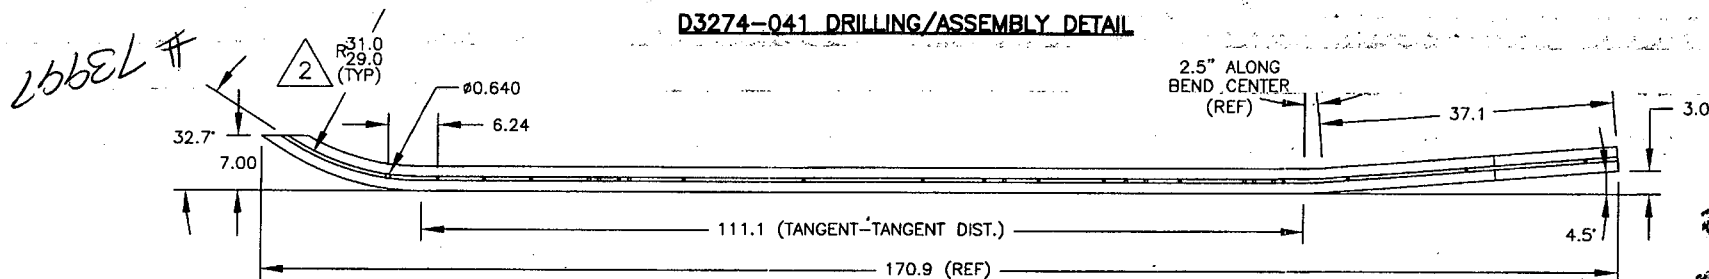 D3274-041 DRILLING/ASSEMBLY DETAIL
# 73997
2
R31.0
29.0
(TYP)
ø0.640
6.24
2.5" ALONG
BEND CENTER
(REF)
37.1
3.0
32.7°
7.00
111.1 (TANGENT-TANGENT DIST.)
4.5°
170.9 (REF)